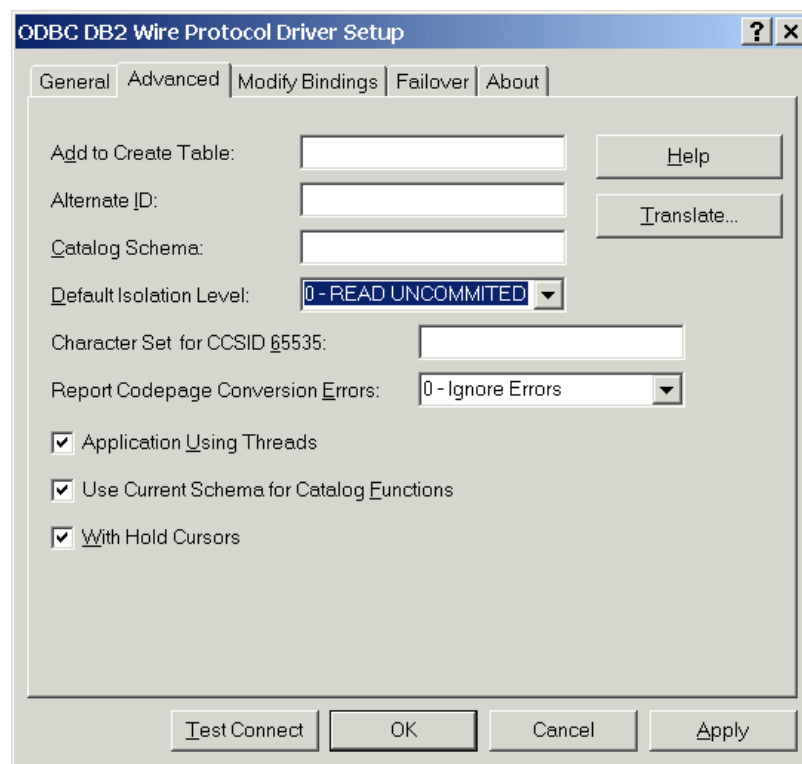 ODBC DB2 Wire Protocol Driver Setup
General Advanced Modify Bindings Failover About
Add to Create Table:
Help
Alternate ID:
Translate...
Catalog Schema:
Default Isolation Level: 0 - READ UNCOMMITED
Character Set for CCSID 65535:
Report Codepage Conversion Errors: 0 - Ignore Errors
Application Using Threads
Use Current Schema for Catalog Functions
With Hold Cursors
Test Connect OK Cancel Apply